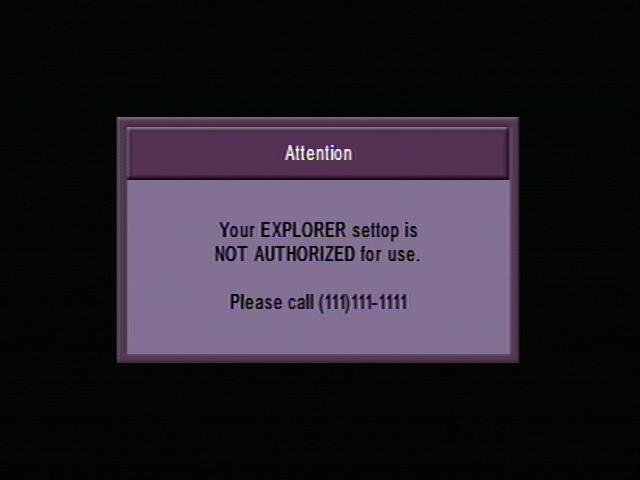 Attention
Your EXPLORER settop is
NOT AUTHORIZED for use.
Please call (111)111-1111